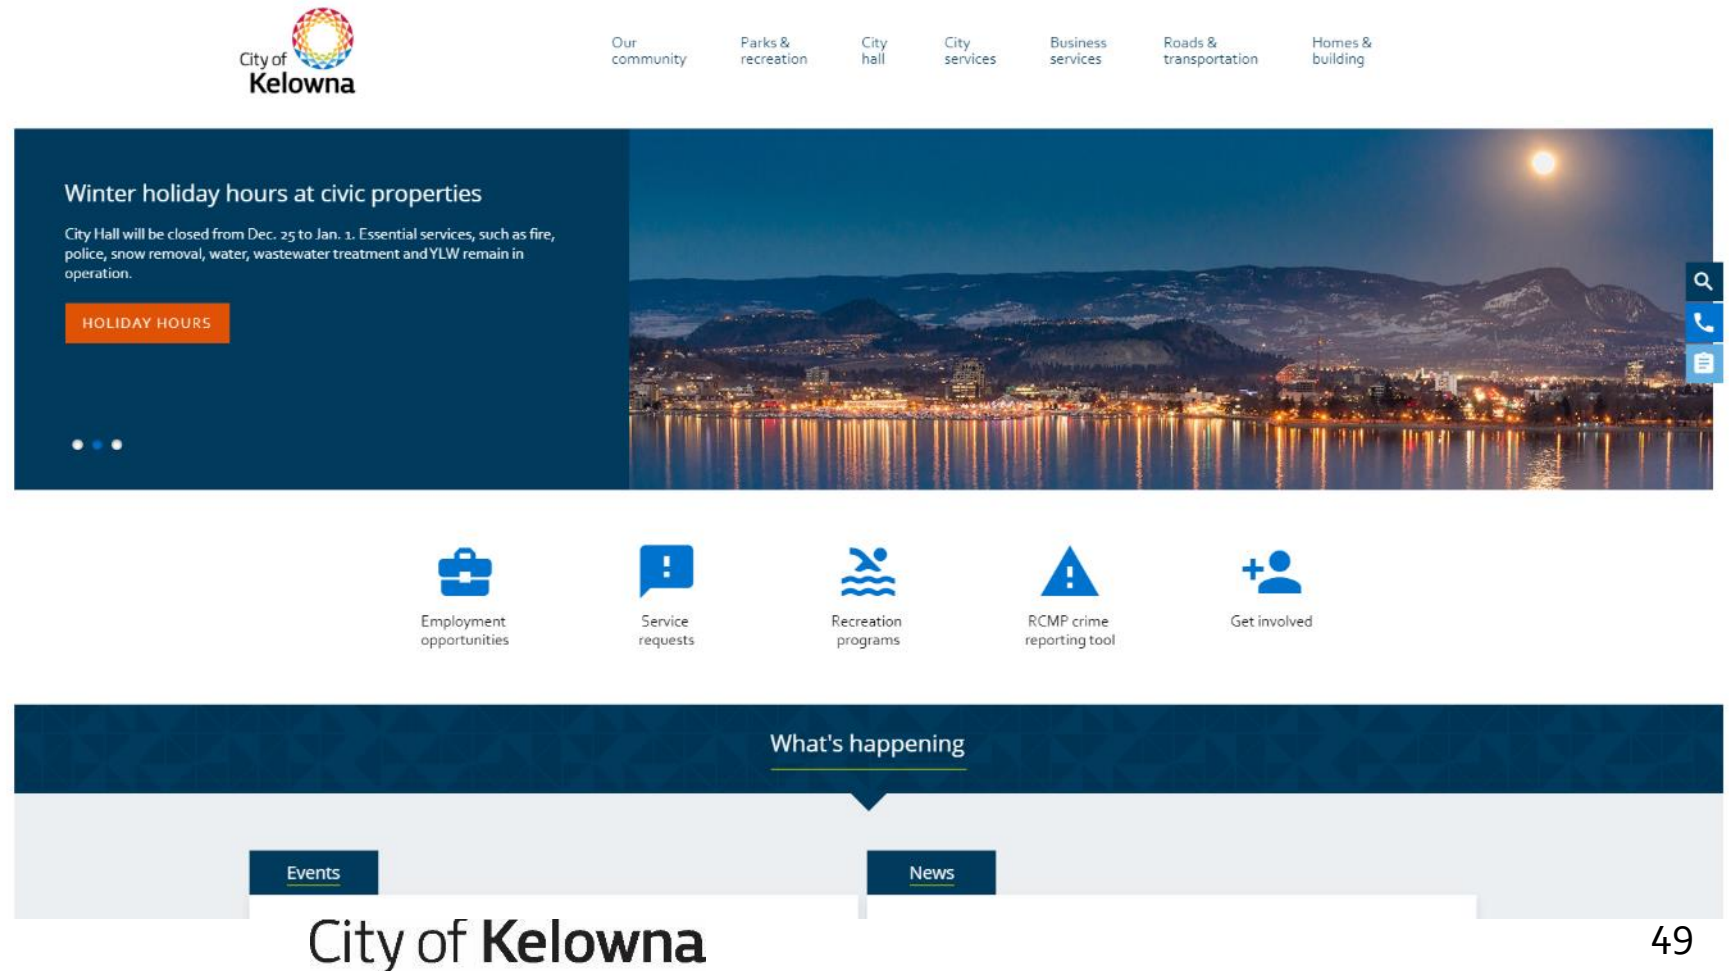 City of
Kelowna
Our
community
Parks &
recreation
City
hall
City
services
Business
services
Roads &
transportation
Homes &
building
Winter holiday hours at civic properties
City Hall will be closed from Dec. 25 to Jan. 1. Essential services, such as fire,
police, snow removal, water, wastewater treatment and YLW remain in
operation.
HOLIDAY HOURS
Employment
opportunities
Service
requests
Recreation
programs
RCMP crime
reporting tool
Get involved
What's happening
Events
News
City of Kelowna
49